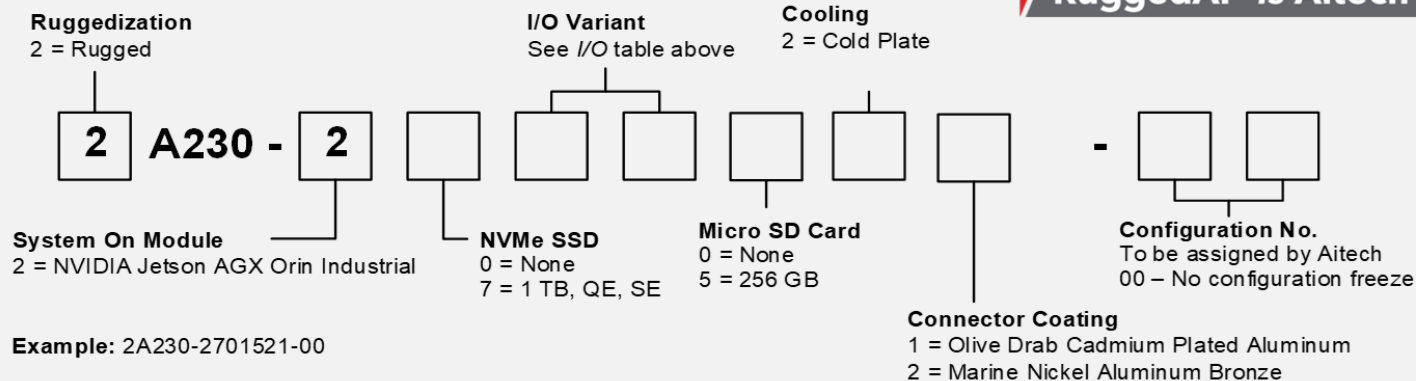 RuggedAI® is Aitech
Ruggedization
2 = Rugged
I/O Variant
See I/O table above
Cooling
2 = Cold Plate
2 A230 - 2 -
System On Module
2 = NVIDIA Jetson AGX Orin Industrial
NVMe SSD
0 = None
7 = 1 TB, QE, SE
Micro SD Card
0 = None
5 = 256 GB
Configuration No.
To be assigned by Aitech
00 – No configuration freeze
Connector Coating
1 = Olive Drab Cadmium Plated Aluminum
2 = Marine Nickel Aluminum Bronze
Example: 2A230-2701521-00